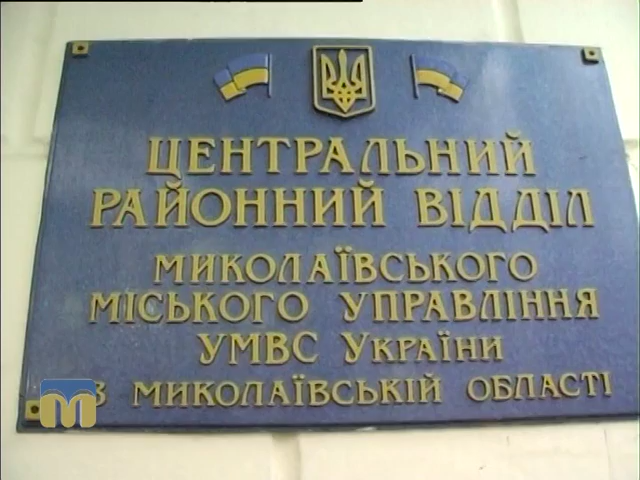 ЦЕНТРАЛЬНИЙ
РАЙОННИЙ ВІДДІЛ
МИКОЛАЇВСЬКОГО
МІСЬКОГО УПРАВЛІННЯ
УМВС УКРАЇНИ
В МИКОЛАЇВСЬКІЙ ОБЛАСТІ
М